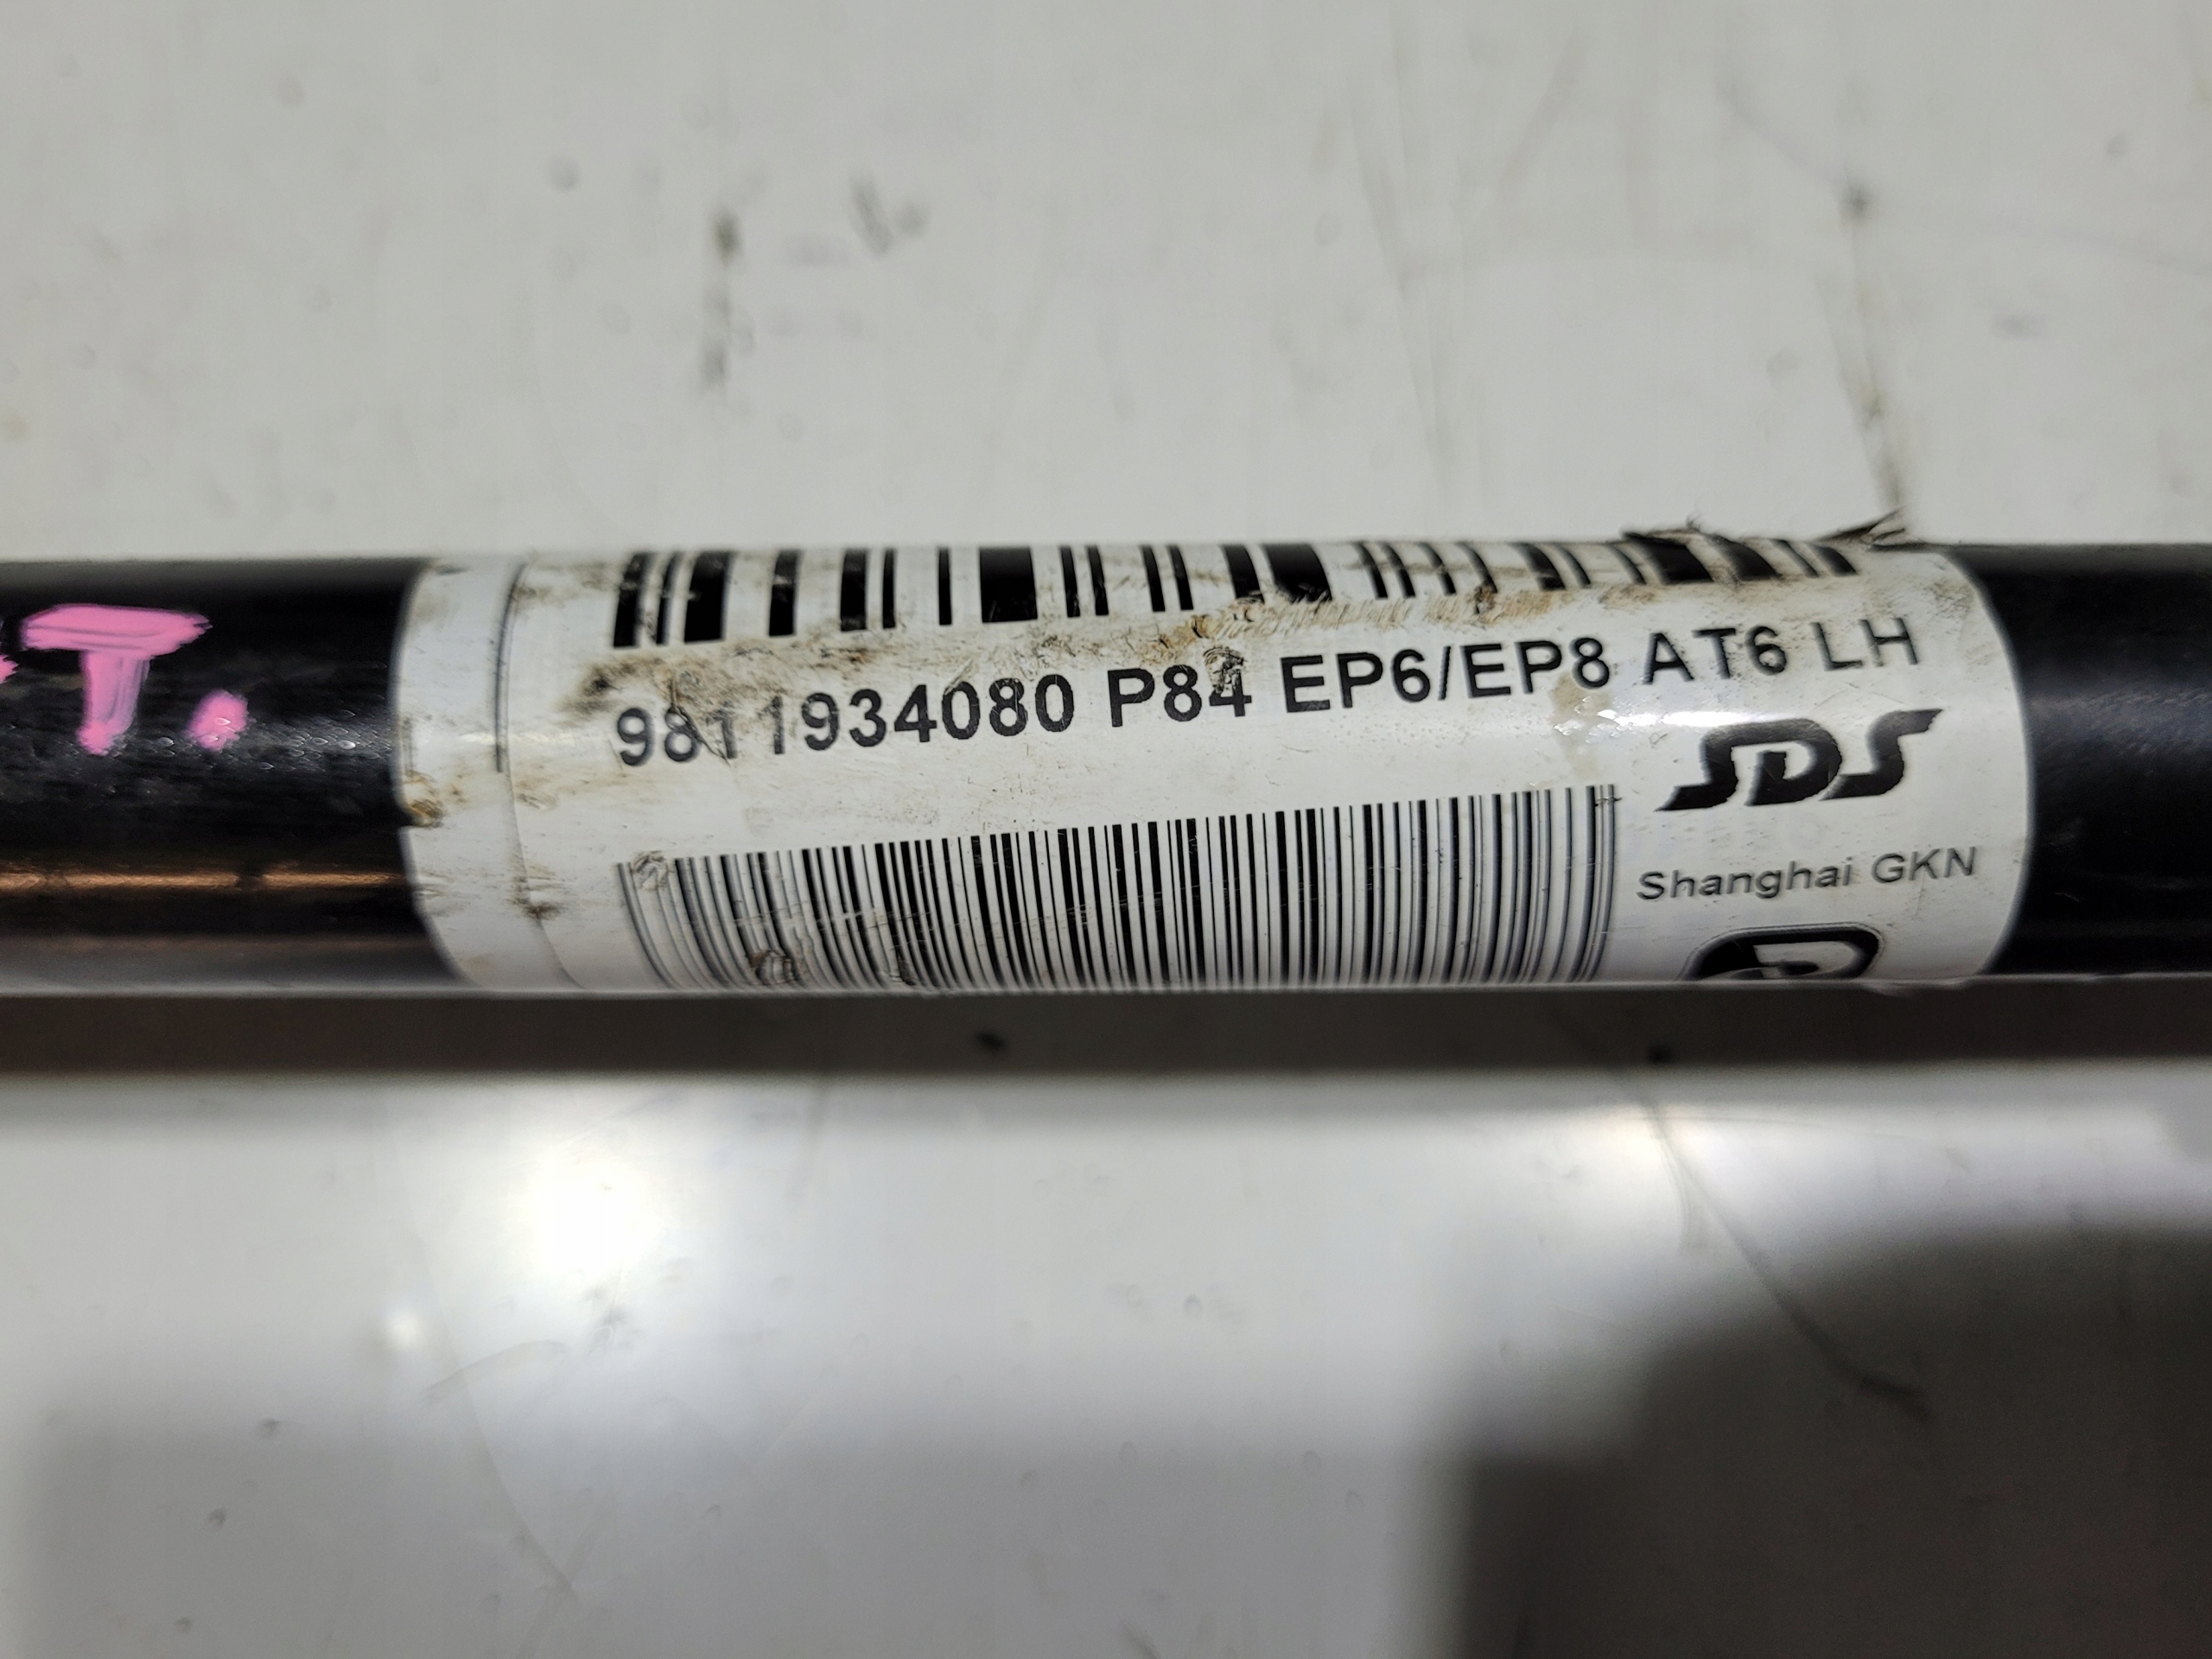 T.
9811934080 P84 EP6/EP8 AT6 LH
SDS
Shanghai GKN